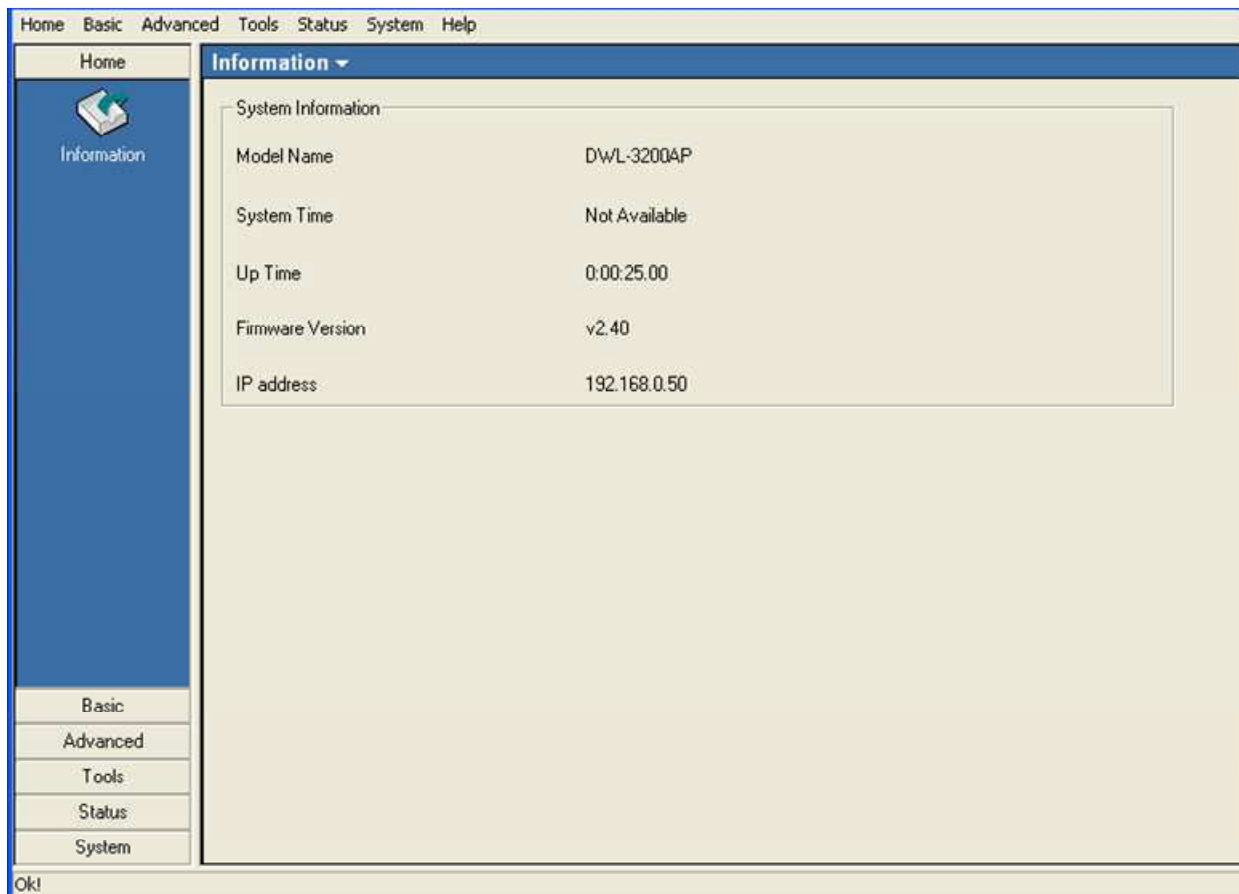 Home Basic Advanced Tools Status System Help
Home
Information
Information
System Information
Model Name DWL-3200AP
System Time Not Available
Up Time 0:00:25.00
Firmware Version v2.40
IP address 192.168.0.50
Basic
Advanced
Tools
Status
System
Ok!